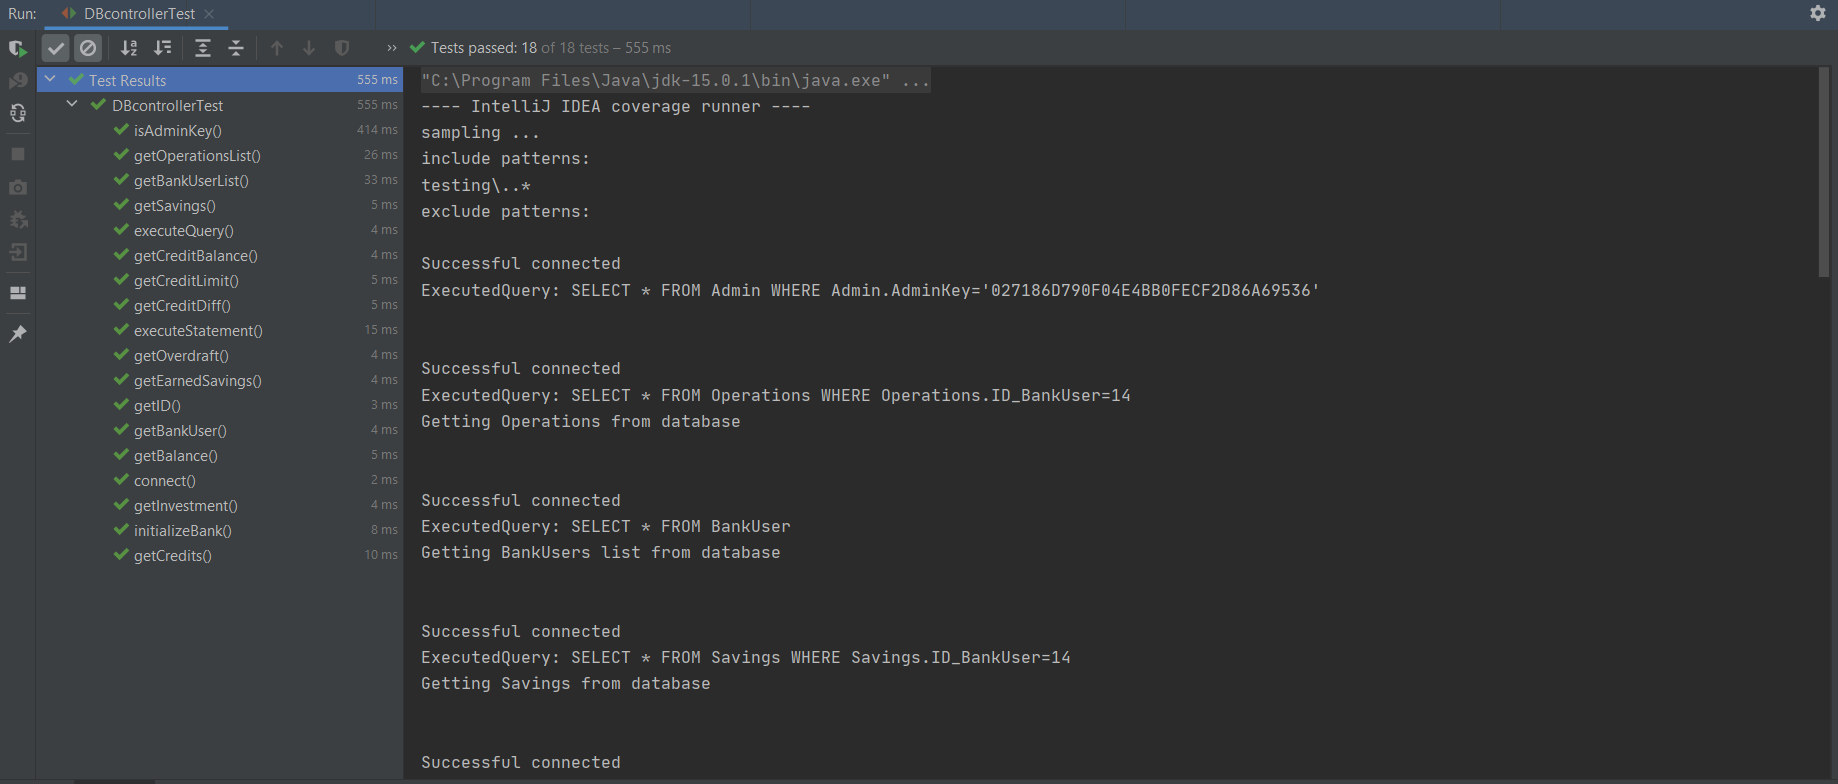 Run: DBcontrollerTest
Tests passed: 18 of 18 tests – 555 ms
Test Results 555 ms
DBcontrollerTest 555 ms
isAdminKey() 414 ms
getOperationsList() 26 ms
getBankUserList() 33 ms
getSavings() 5 ms
executeQuery() 4 ms
getCreditBalance() 4 ms
getCreditLimit() 5 ms
getCreditDiff() 5 ms
executeStatement() 15 ms
getOverdraft() 4 ms
getEarnedSavings() 4 ms
getID() 3 ms
getBankUser() 4 ms
getBalance() 5 ms
connect() 2 ms
getInvestment() 4 ms
initializeBank() 8 ms
getCredits() 10 ms
"C:\Program Files\Java\jdk-15.0.1\bin\java.exe" ...
---- IntelliJ IDEA coverage runner ----
sampling ...
include patterns:
testing\..*
exclude patterns:
Successful connected
ExecutedQuery: SELECT * FROM Admin WHERE Admin.AdminKey='027186D790F04E4BB0FECF2D86A69536'
Successful connected
ExecutedQuery: SELECT * FROM Operations WHERE Operations.ID_BankUser=14
Getting Operations from database
Successful connected
ExecutedQuery: SELECT * FROM BankUser
Getting BankUsers list from database
Successful connected
ExecutedQuery: SELECT * FROM Savings WHERE Savings.ID_BankUser=14
Getting Savings from database
Successful connected